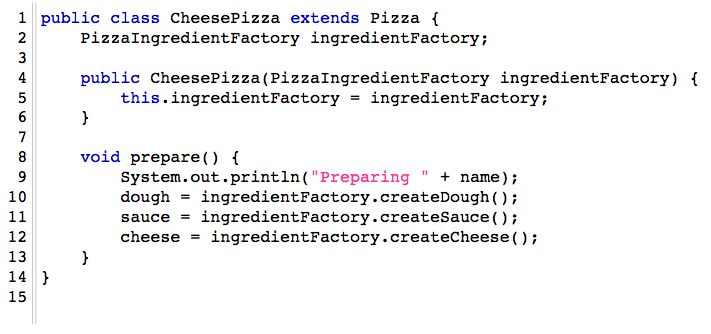 1 public class CheesePizza extends Pizza {
2     PizzaIngredientFactory ingredientFactory;
3
4     public CheesePizza(PizzaIngredientFactory ingredientFactory) {
5         this.ingredientFactory = ingredientFactory;
6     }
7
8     void prepare() {
9         System.out.println("Preparing " + name);
10         dough = ingredientFactory.createDough();
11         sauce = ingredientFactory.createSauce();
12         cheese = ingredientFactory.createCheese();
13     }
14 }
15